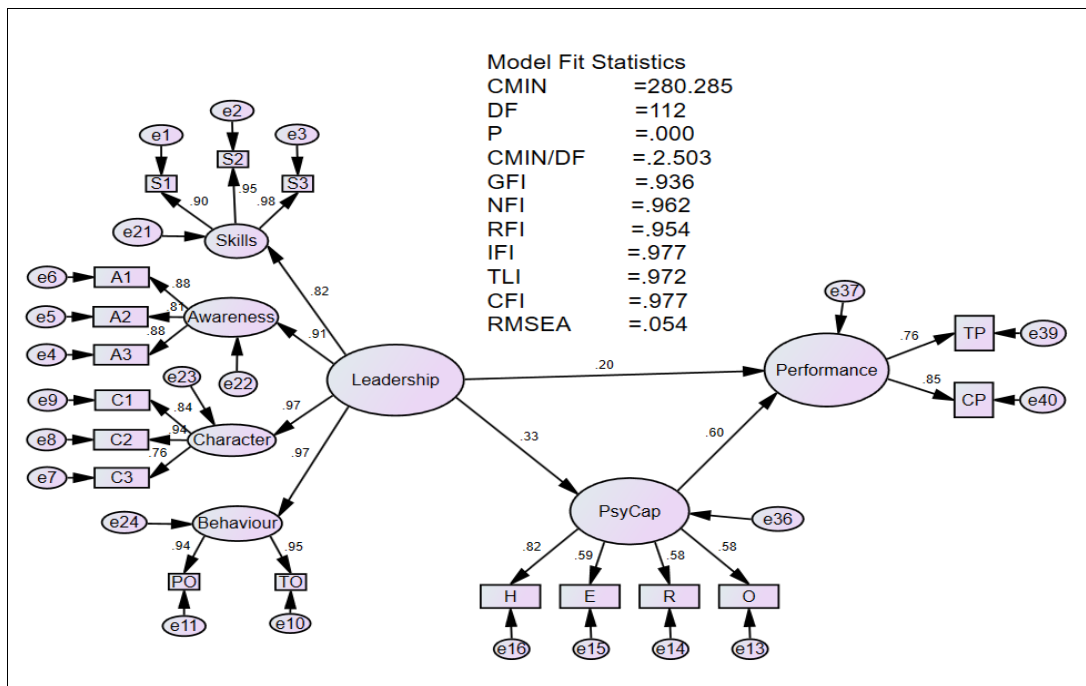 Model Fit Statistics
CMIN =280.285
DF =112
P =.000
CMIN/DF =.2.503
GFI =.936
NFI =.962
RFI =.954
IFI =.977
TLI =.972
CFI =.977
RMSEA =.054
e1
e2
e3
S1
S2
S3
.90
.95
.98
e21
Skills
.82
e6
A1
.88
e5
A2
.81
Awareness
e4
A3
.88
.91
e22
e23
Leadership
e9
C1
.84
e8
C2
.94
Character
.97
e7
C3
.76
.97
e24
Behaviour
.94
.95
PO
TO
e11
e10
.20
.33
.60
e37
Performance
.76
TP
e39
.85
CP
e40
PsyCap
e36
.82
.59
.58
.58
H
E
R
O
e16
e15
e14
e13